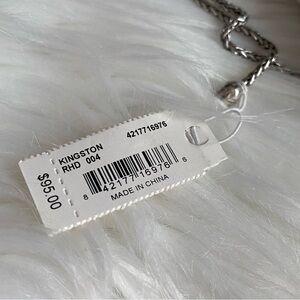 4217716976
KINGSTON
RHD 004
8 42177 16976 8
MADE IN CHINA
$95.00